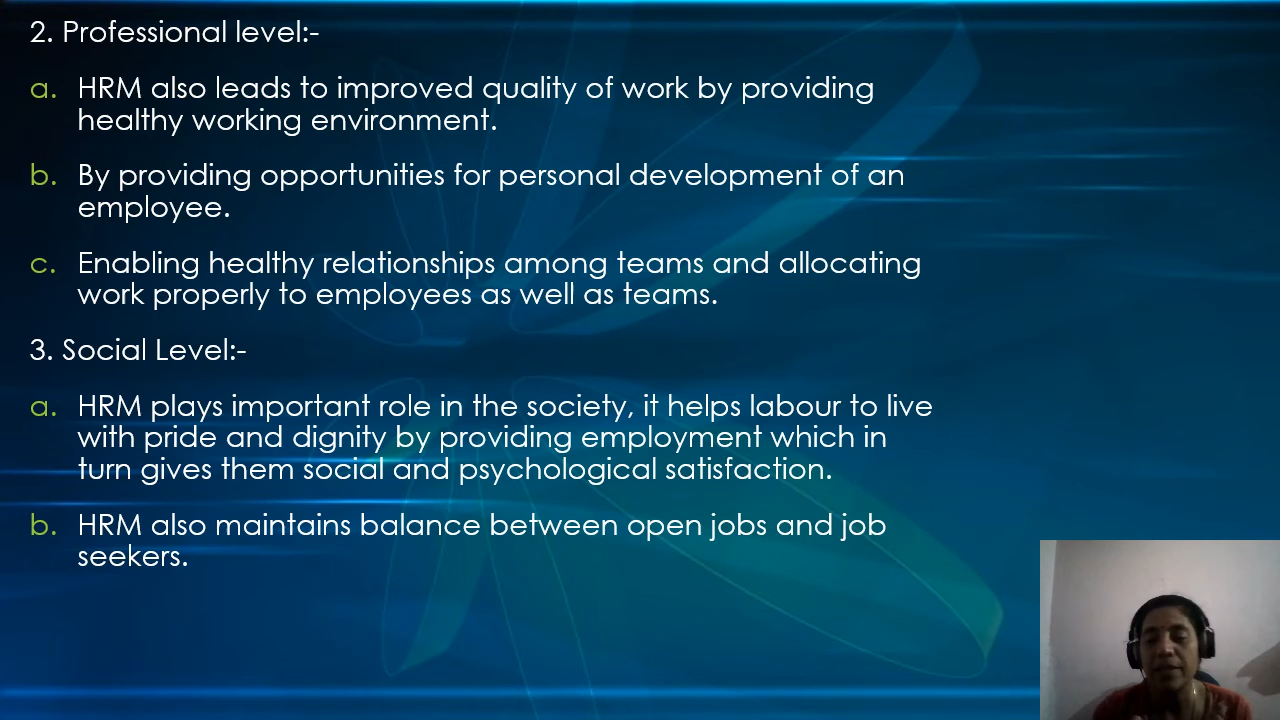 2. Professional level:-
a. HRM also leads to improved quality of work by providing
healthy working environment.
b. By providing opportunities for personal development of an
employee.
c. Enabling healthy relationships among teams and allocating
work properly to employees as well as teams.
3. Social Level:-
a. HRM plays important role in the society, it helps labour to live
with pride and dignity by providing employment which in
turn gives them social and psychological satisfaction.
b. HRM also maintains balance between open jobs and job
seekers.